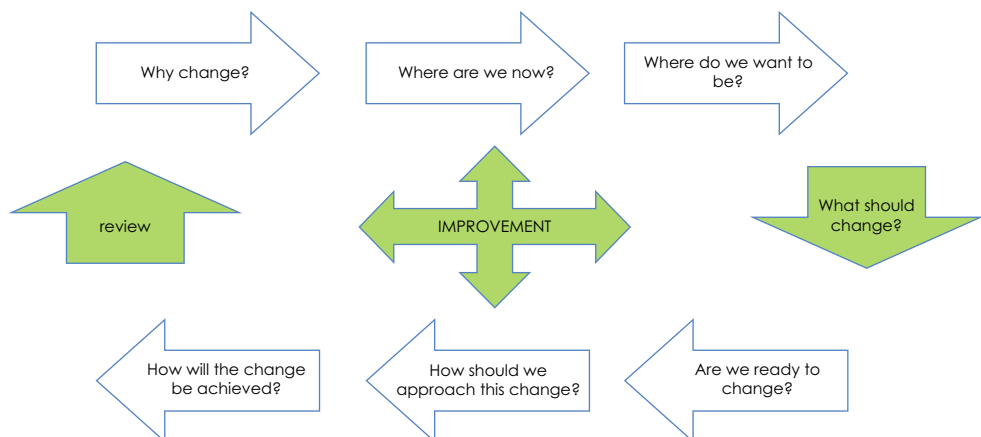 Why change?
Where are we now?
Where do we want to
be?
What should
change?
review
IMPROVEMENT
Are we ready to
change?
How should we
approach this change?
How will the change
be achieved?